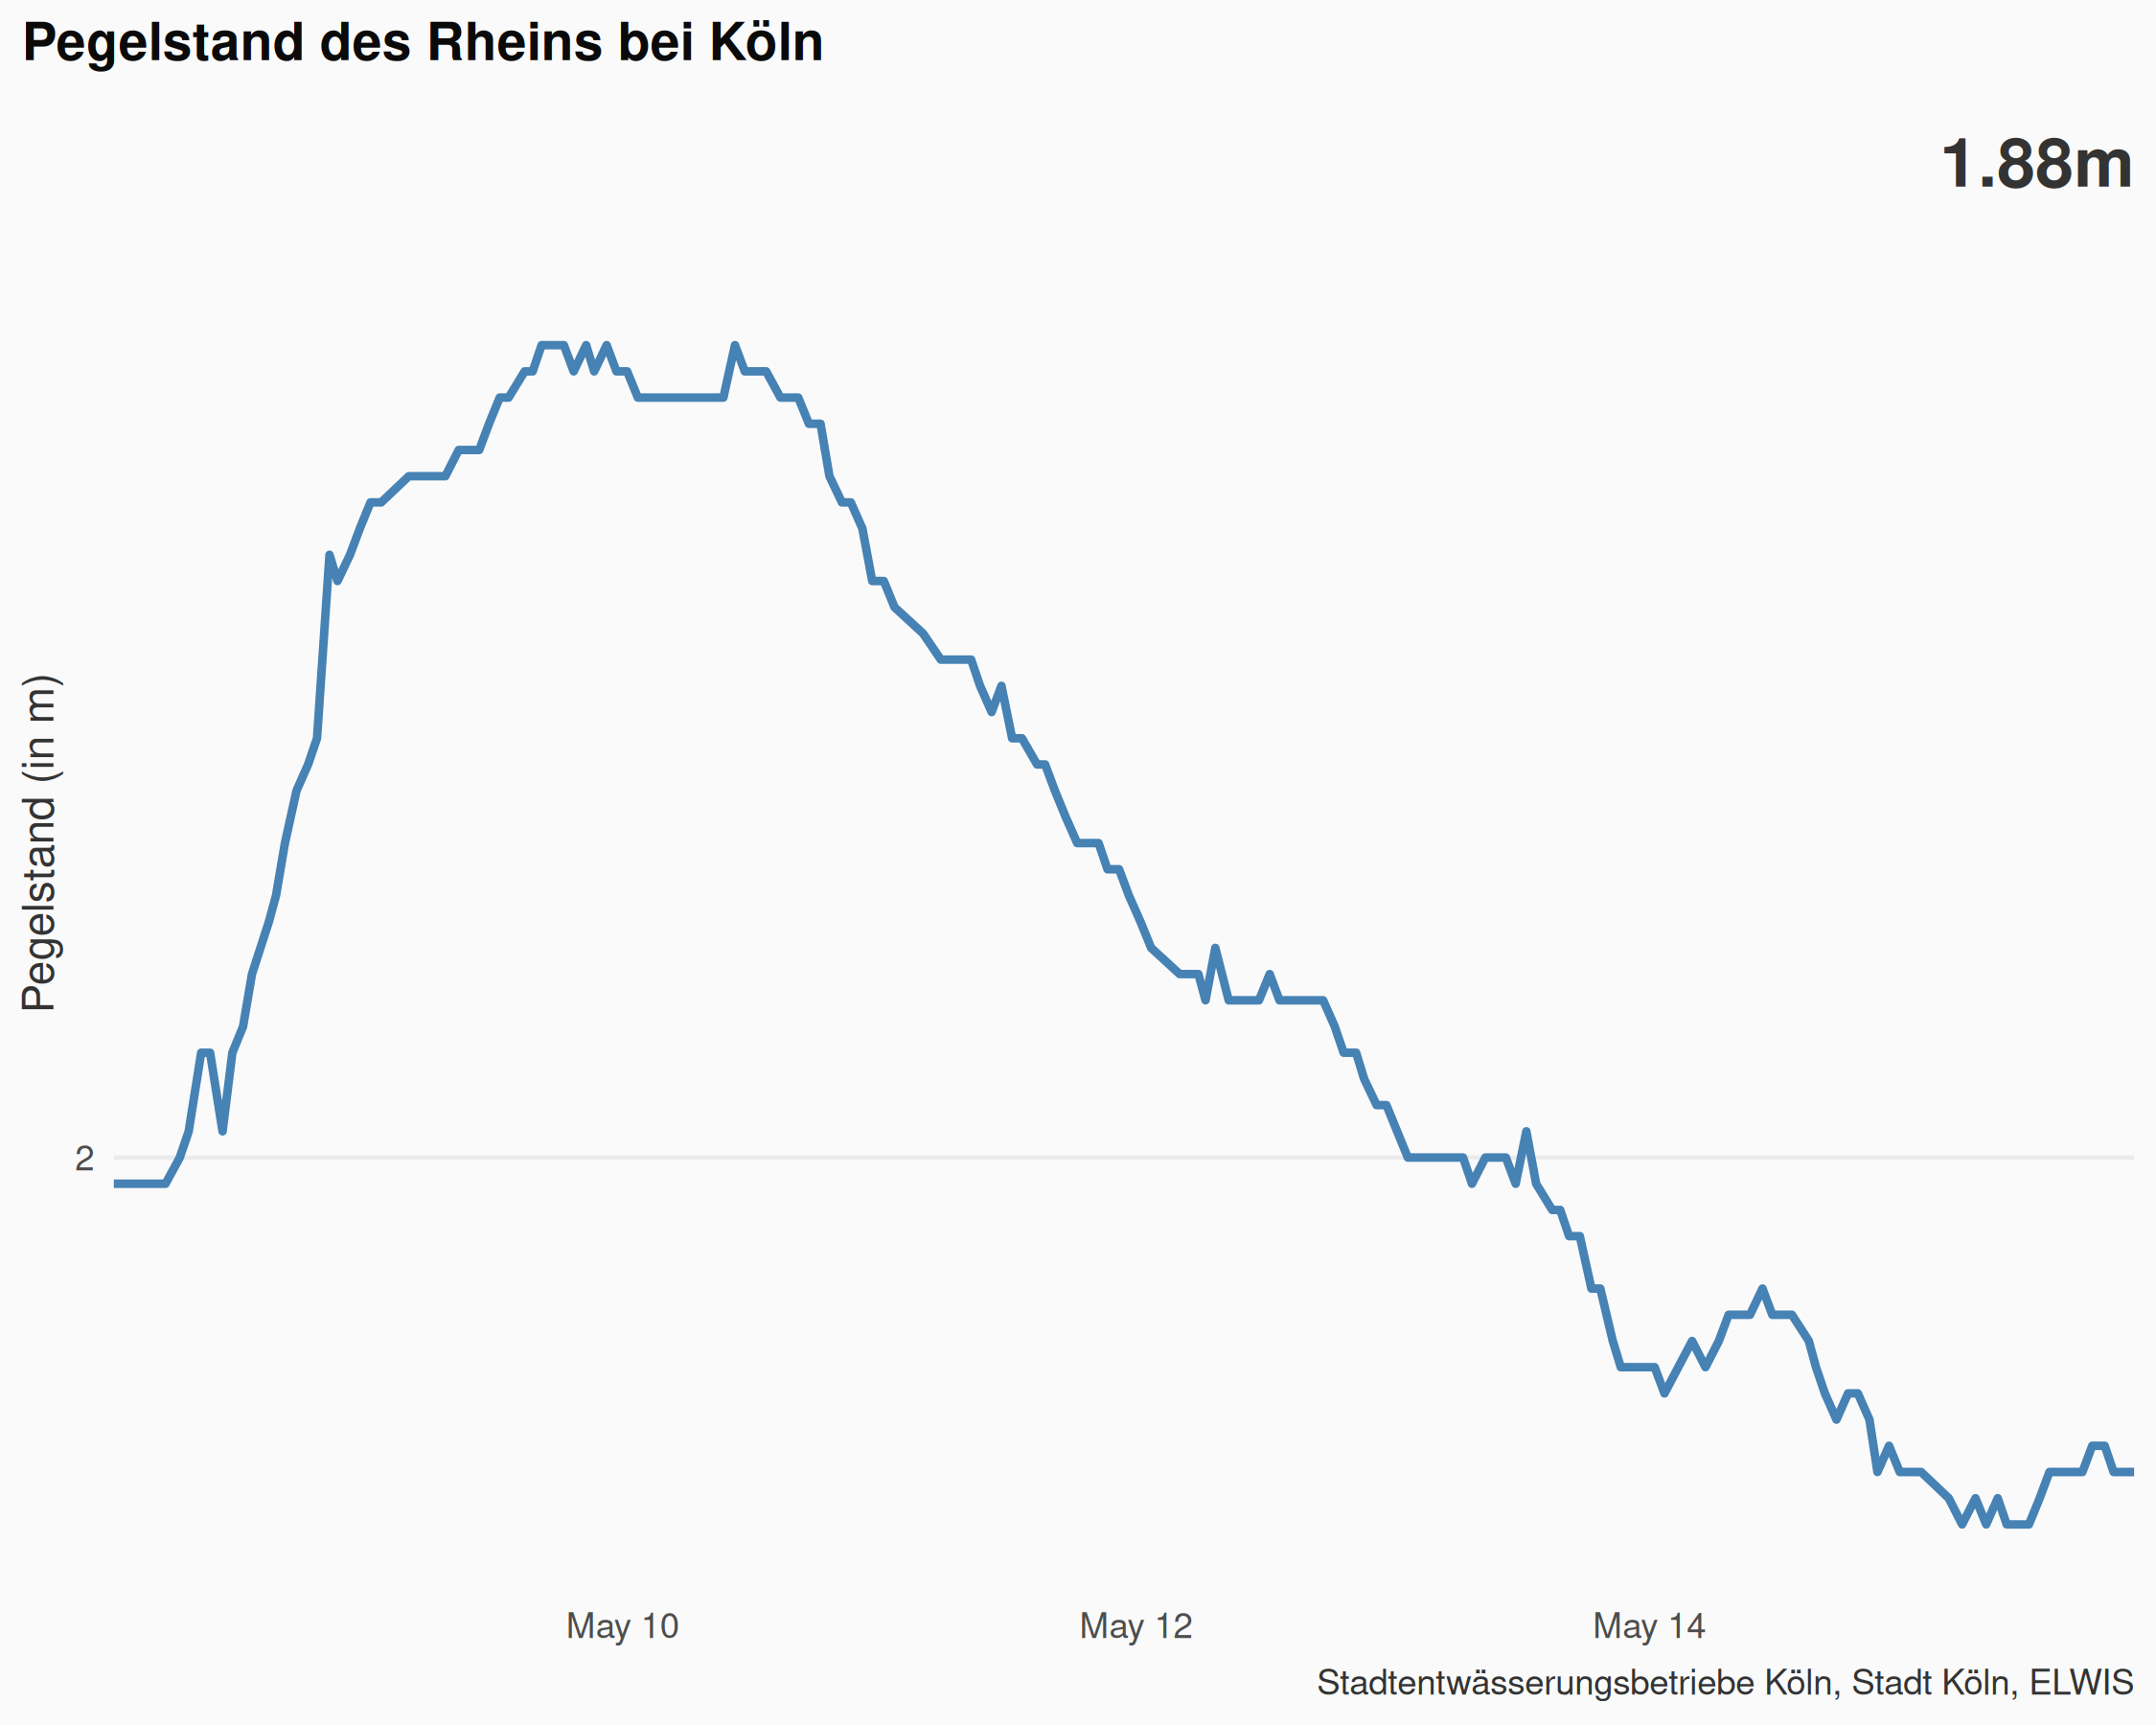 Pegelstand des Rheins bei Köln
1.88m
Pegelstand (in m)
2
May 10
May 12
May 14
Stadtentwässerungsbetriebe Köln, Stadt Köln, ELWIS